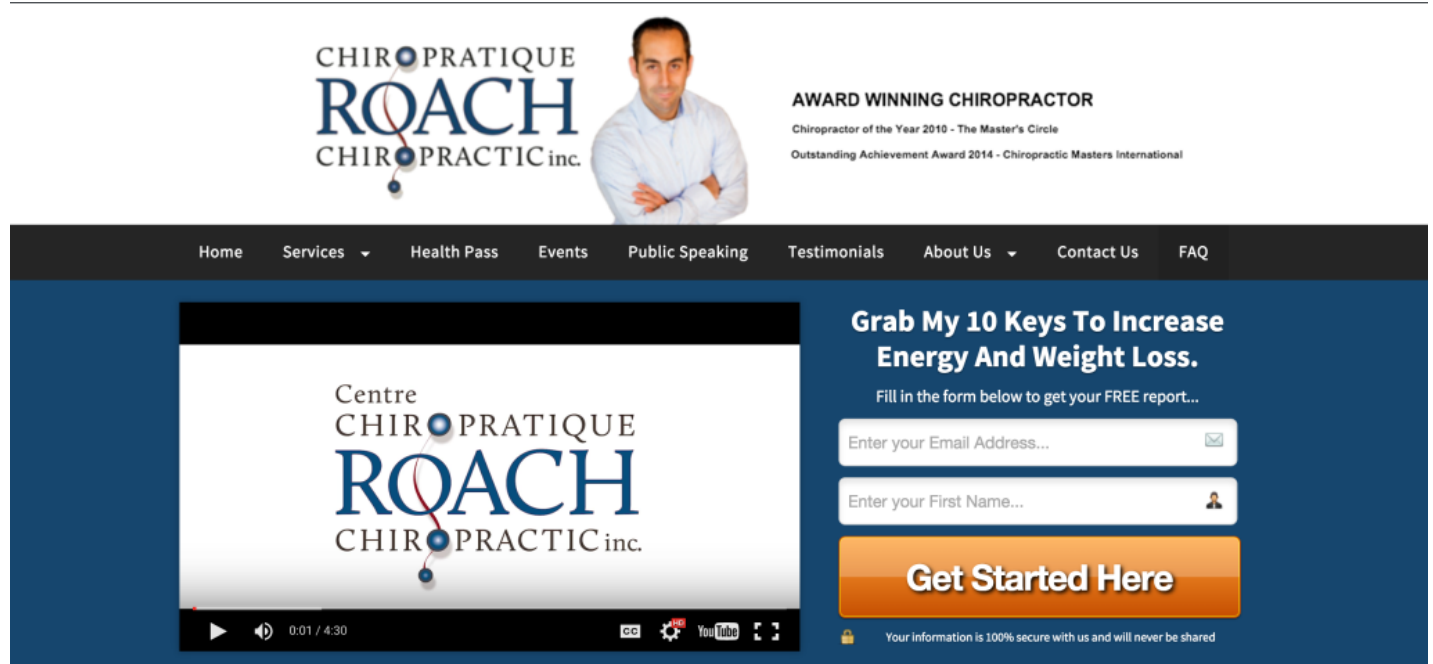 CHIROPRATIQUE
ROACH
CHIROPRACTIC inc.
AWARD WINNING CHIROPRACTOR
Chiropractor of the Year 2010 - The Master's Circle
Outstanding Achievement Award 2014 - Chiropractic Masters International
Home Services Health Pass Events Public Speaking Testimonials About Us Contact Us FAQ
Centre
CHIROPRATIQUE
ROACH
CHIROPRACTIC inc.
0:01 / 4:30 CC HD YouTube
Grab My 10 Keys To Increase
Energy And Weight Loss.
Fill in the form below to get your FREE report...
Enter your Email Address...
Enter your First Name...
Get Started Here
Your information is 100% secure with us and will never be shared